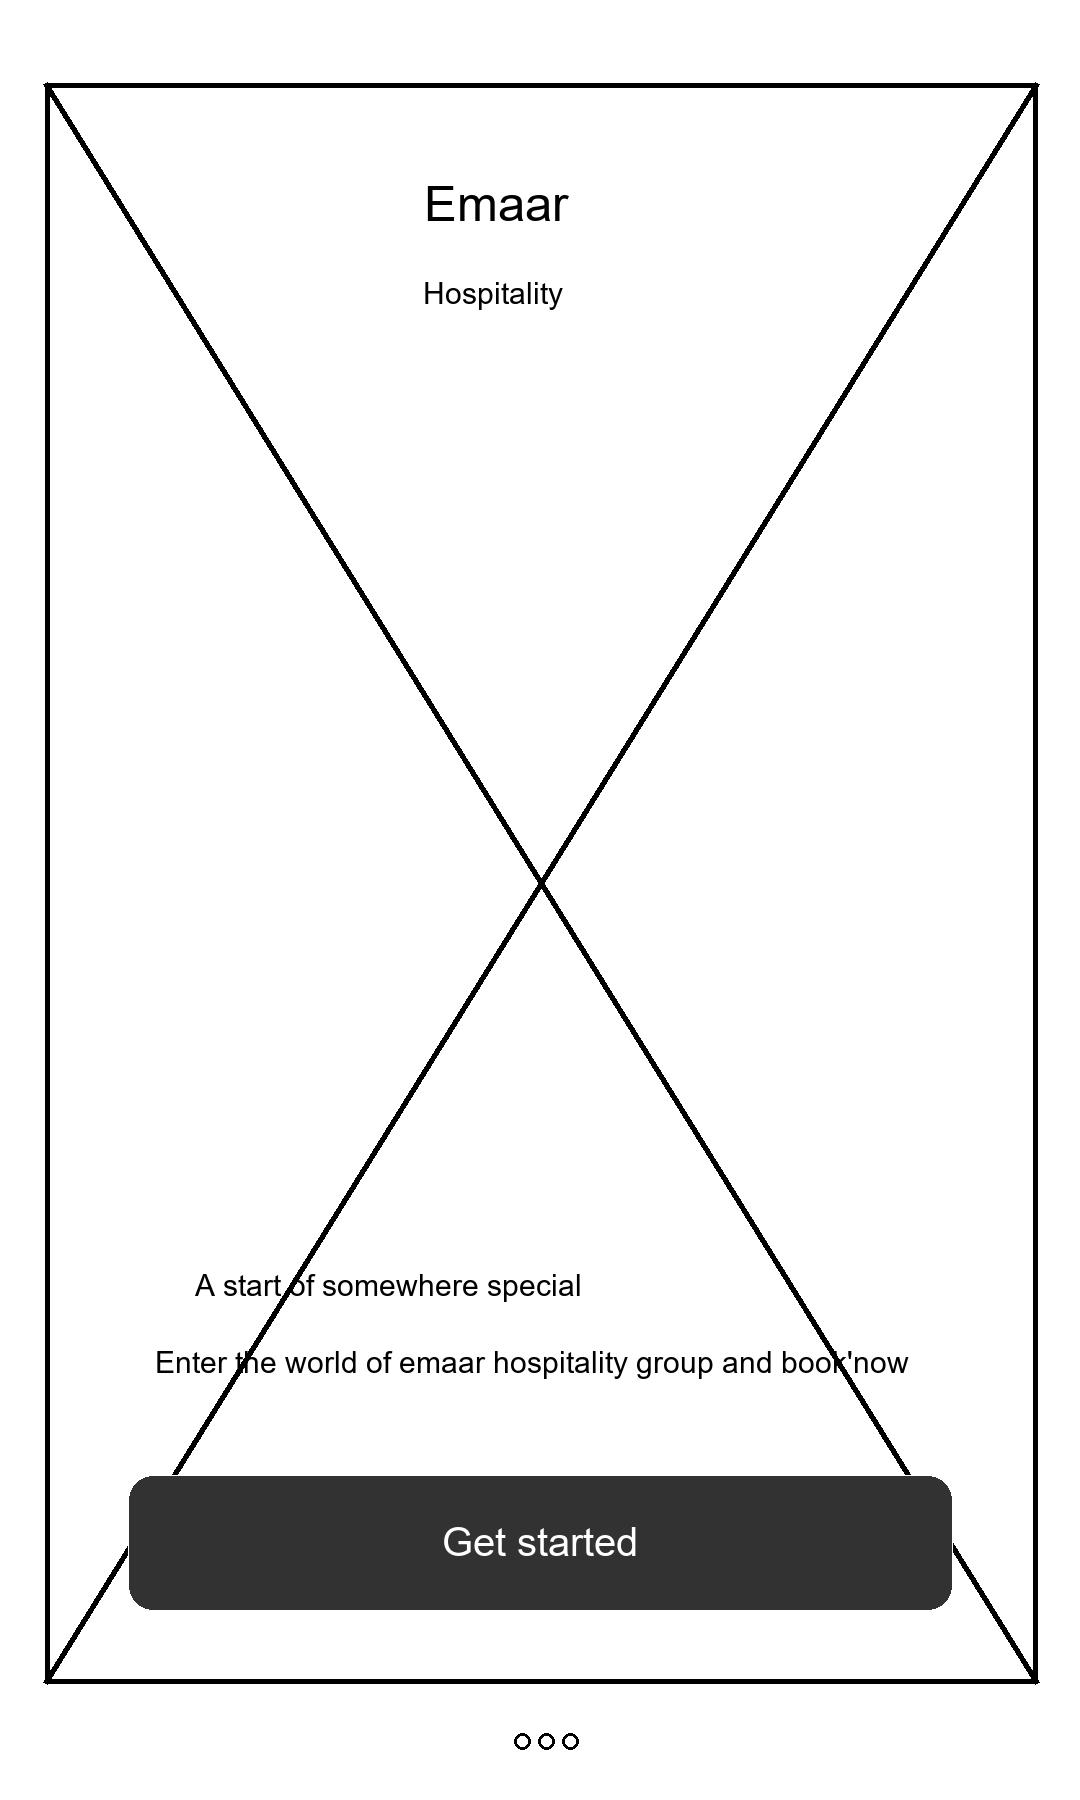 Emaar
Hospitality
A start of somewhere special
Enter the world of emaar hospitality group and book'now
Get started